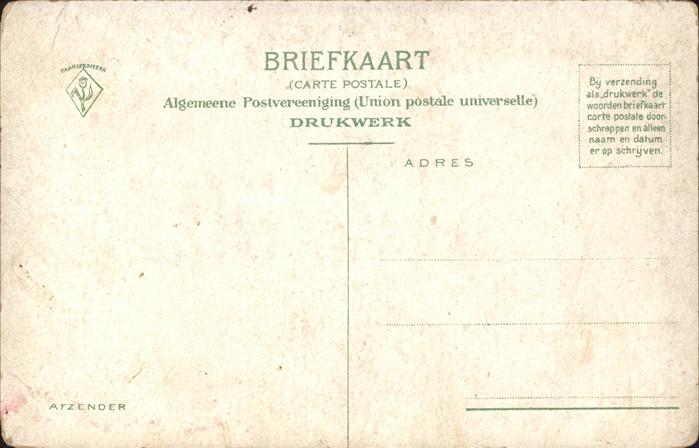 FABRIEKSMERK
BRIEFKAART
(CARTE POSTALE)
Algemeene Postvereeniging (Union postale universelle)
DRUKWERK
Bij verzending
als „drukwerk" de
woorden briefkaart
carte postale door-
schrappen en alleen
naam en datum
er op schrijven.
ADRES
AFZENDER